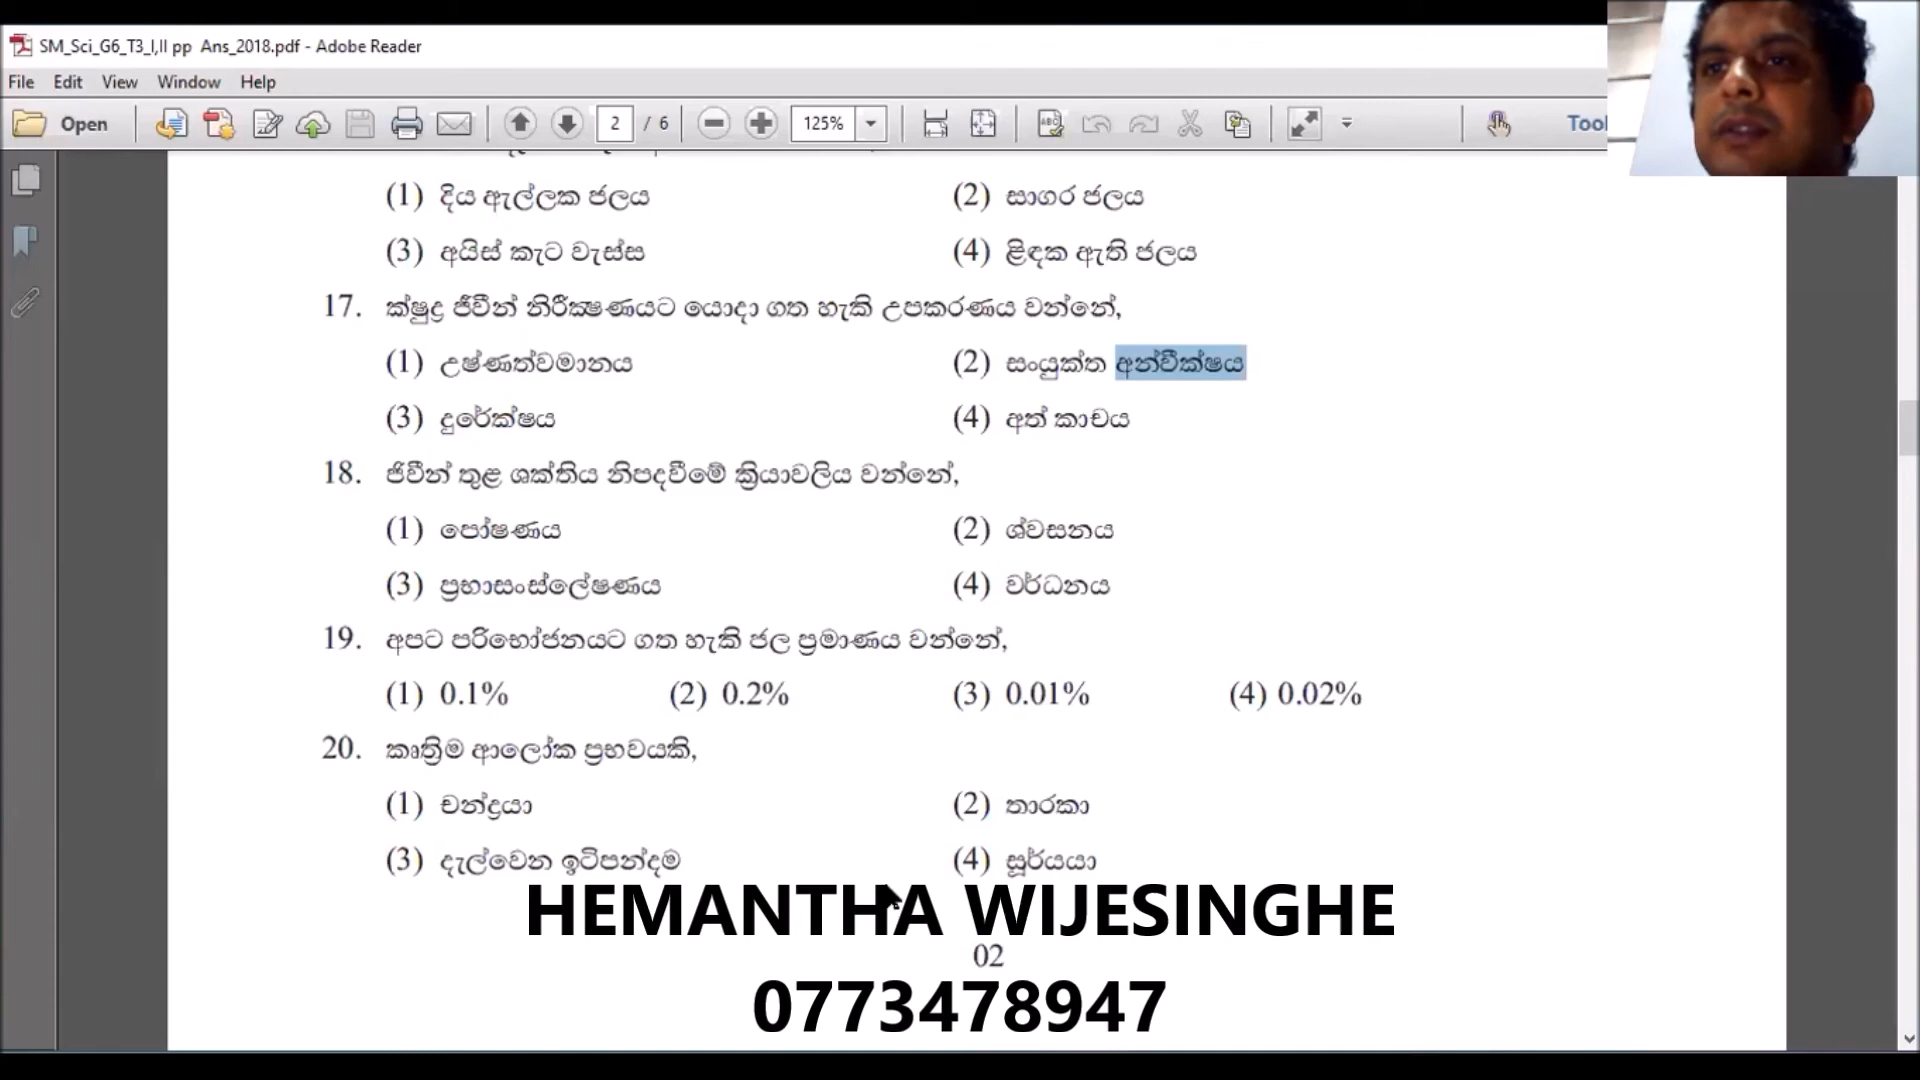 SM_Sci_G6_T3_I,II pp Ans_2018.pdf - Adobe Reader
File Edit View Window Help
Open 2 / 6 125% Tool
(1) දිය ඇල්ලක ජලය (2) සාගර ජලය
(3) අයිස් කැට වැස්ස (4) ළිඳක ඇති ජලය
17. ක්ෂුද්‍ර ජීවීන් නිරීක්‍ෂණයට යොදා ගත හැකි උපකරණය වන්නේ,
(1) උෂ්ණත්වමානය (2) සංයුක්ත අන්වීක්ෂය
(3) දුරේක්ෂය (4) අත් කාචය
18. ජිවීන් තුළ ශක්තිය නිපදවීමේ ක්‍රියාවලිය වන්නේ,
(1) පෝෂණය (2) ශ්වසනය
(3) ප්‍රභාසංස්ලේෂණය (4) වර්ධනය
19. අපට පරිභෝජනයට ගත හැකි ජල ප්‍රමාණය වන්නේ,
(1) 0.1% (2) 0.2% (3) 0.01% (4) 0.02%
20. කෘත්‍රිම ආලෝක ප්‍රභවයකි,
(1) චන්ද්‍රයා (2) තාරකා
(3) දැල්වෙන ඉටිපන්දම (4) සූර්යයා
HEMANTHA WIJESINGHE
02
0773478947